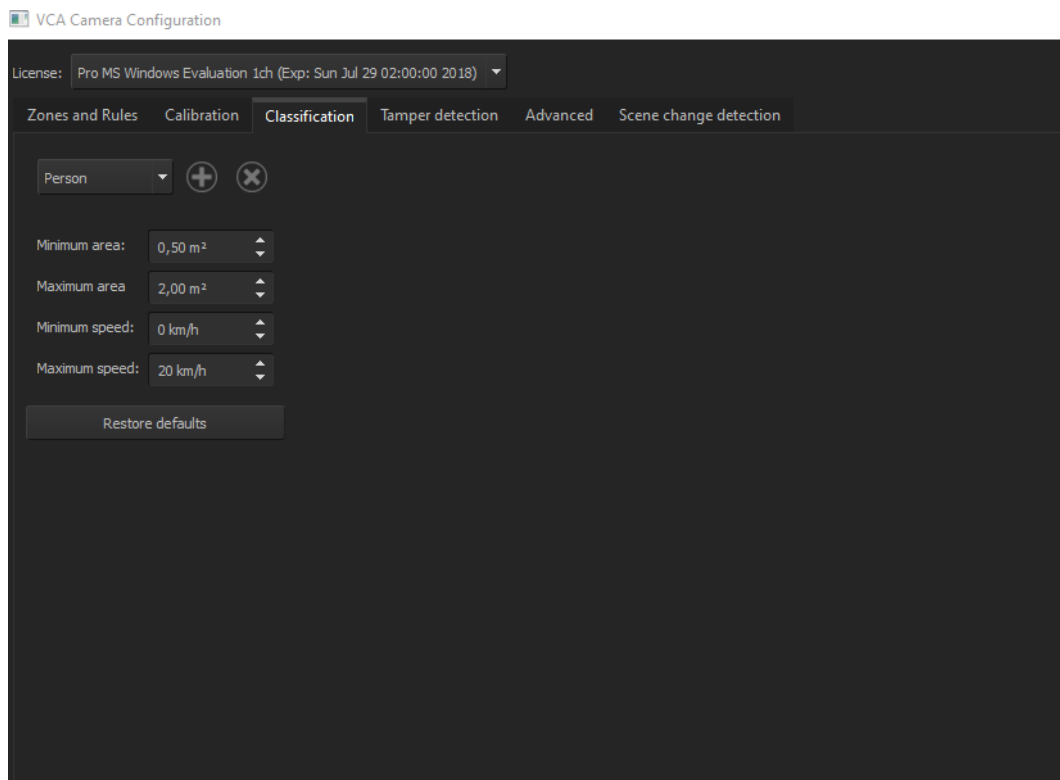 VCA Camera Configuration
License: Pro MS Windows Evaluation 1ch (Exp: Sun Jul 29 02:00:00 2018)
Zones and Rules Calibration Classification Tamper detection Advanced Scene change detection
Person
Minimum area: 0,50 m²
Maximum area 2,00 m²
Minimum speed: 0 km/h
Maximum speed: 20 km/h
Restore defaults